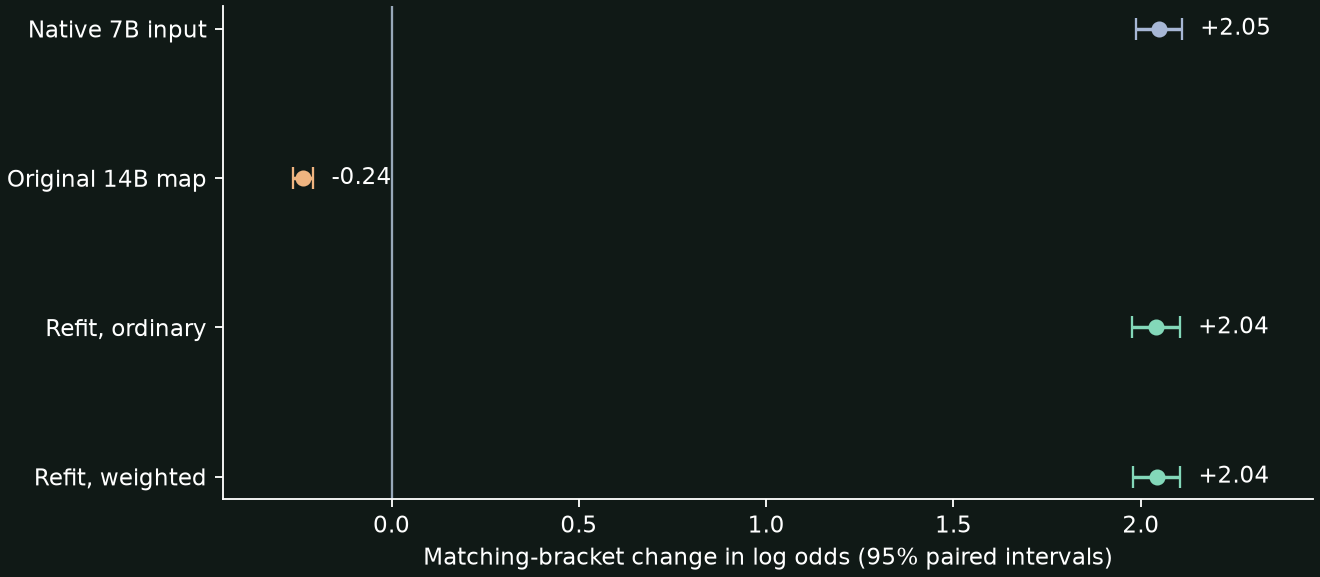 Native 7B input
+2.05
Original 14B map
-0.24
Refit, ordinary
+2.04
Refit, weighted
+2.04
0.0 0.5 1.0 1.5 2.0
Matching-bracket change in log odds (95% paired intervals)